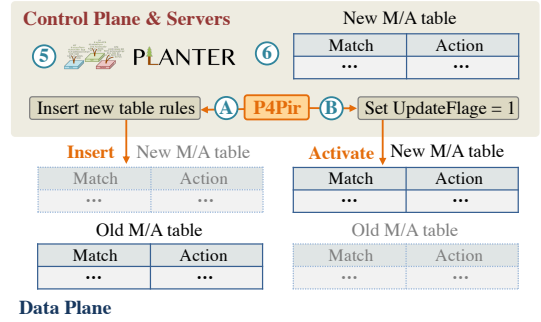 Control Plane & Servers
New M/A table
5 PLANTER 6
Match Action
... ...
Insert new table rules A P4Pir B Set UpdateFlage = 1
Insert New M/A table Activate New M/A table
Match Action Match Action
... ... ... ...
Old M/A table Old M/A table
Match Action Match Action
... ... ... ...
Data Plane